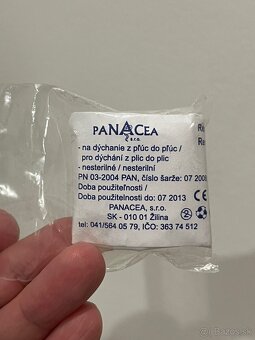 PANACEA
s r.o.
- na dýchanie z pľúc do pľúc /
pro dýchání z plic do plic
- nesterilné / nesterilní
PN 03-2004 PAN, číslo šarže: 07 2008
Doba použiteľnosti /
Doba použitelnosti do: 07 2013
PANACEA, s.r.o.
SK - 010 01 Žilina
tel: 041/564 05 79, IČO: 363 74 512